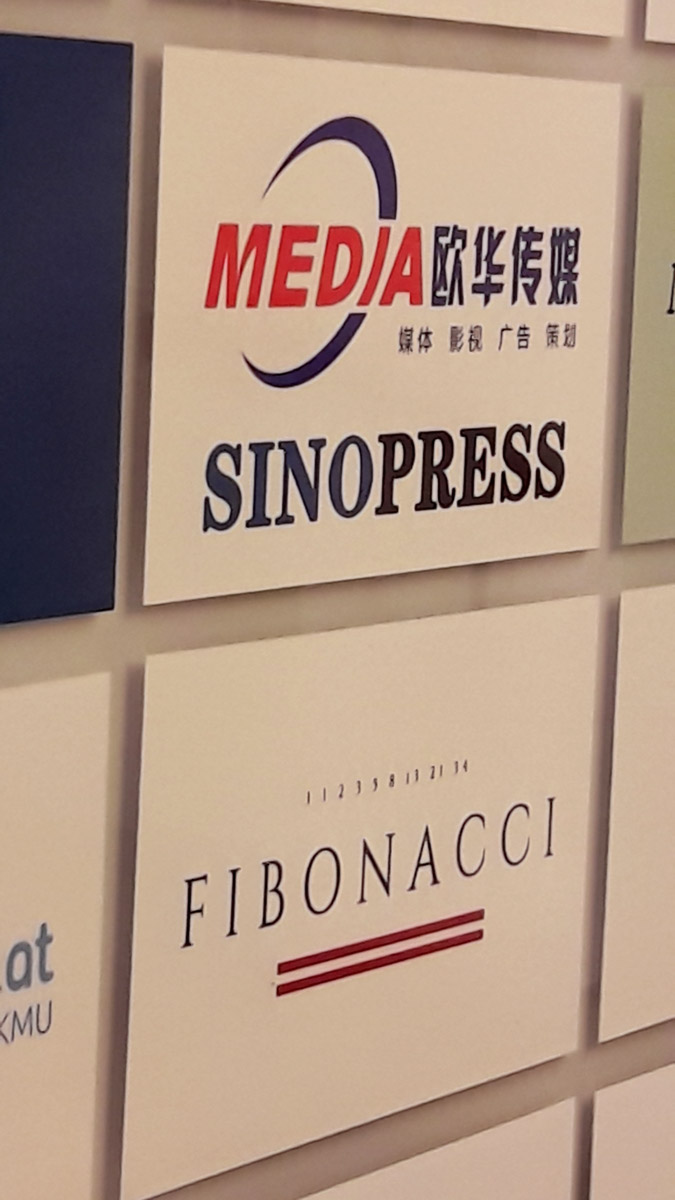 MEDIA欧华传媒
媒体 影视 广告 策划
SINOPRESS
1 1 2 3 5 8 13 21 34
FIBONACCI
.at
KMU